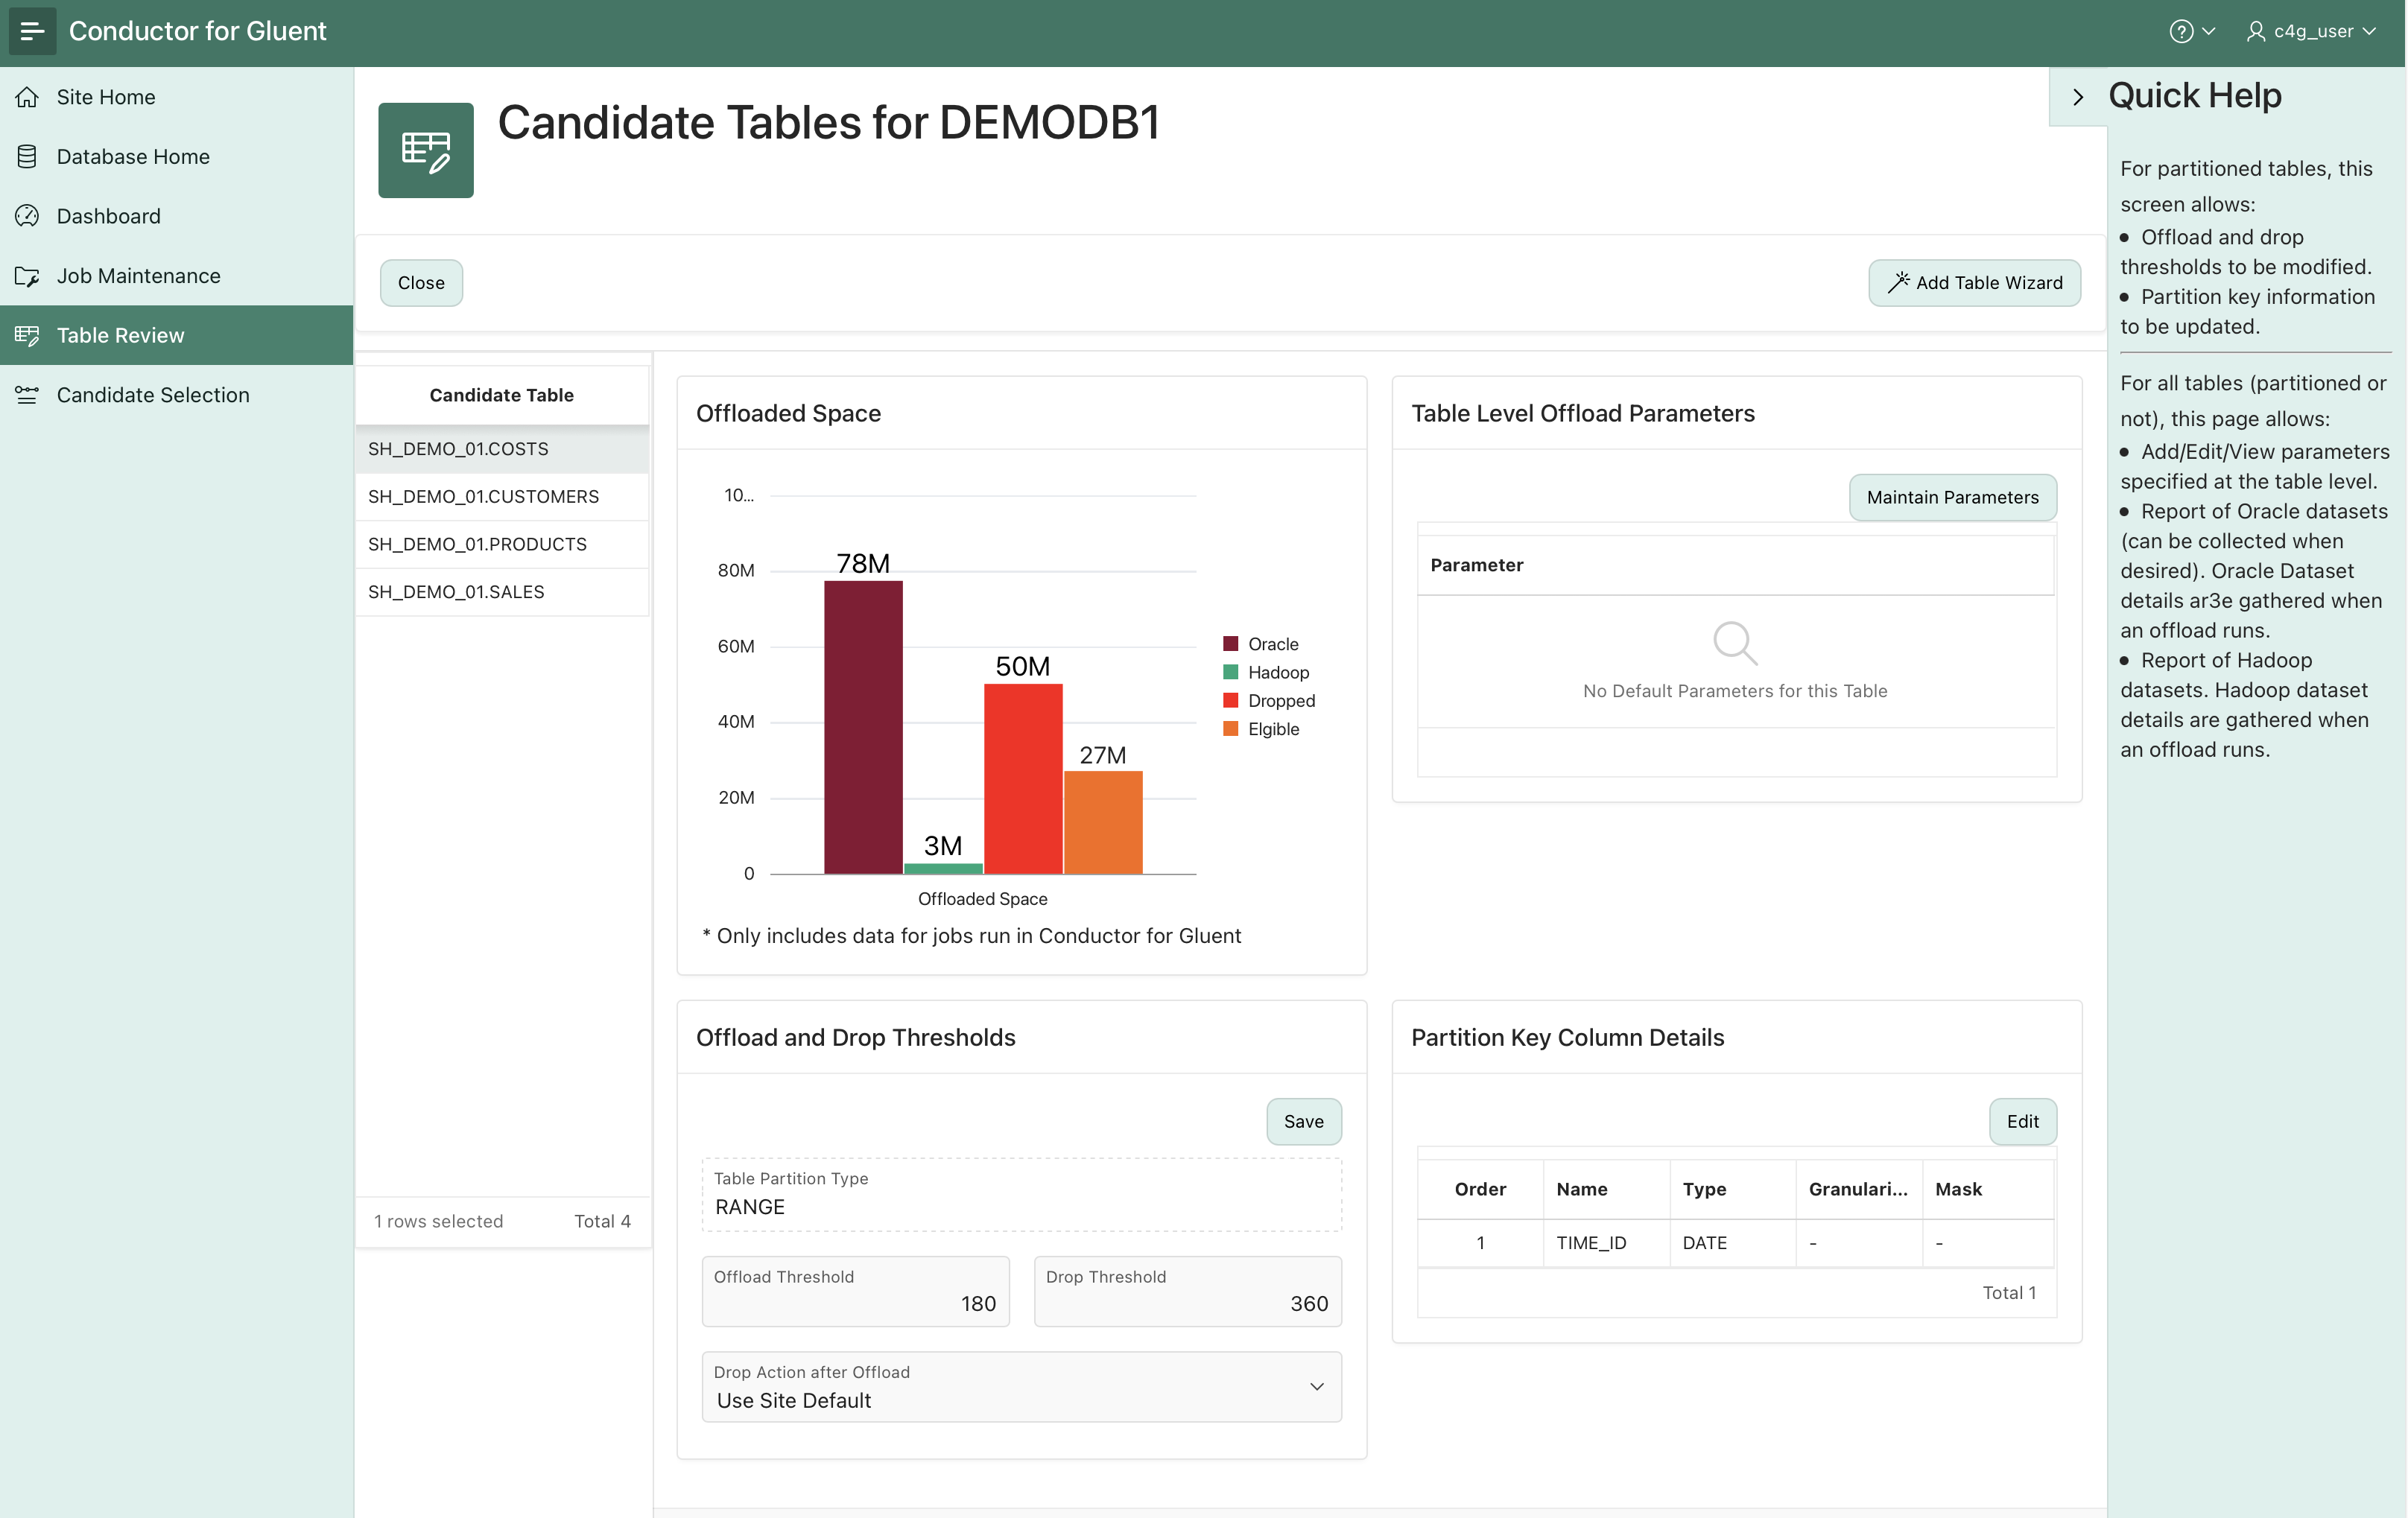 Conductor for Gluent
?
c4g_user
Site Home
Database Home
Dashboard
Job Maintenance
Table Review
Candidate Selection
Candidate Tables for DEMODB1
Close
Add Table Wizard
Candidate Table
SH_DEMO_01.COSTS
SH_DEMO_01.CUSTOMERS
SH_DEMO_01.PRODUCTS
SH_DEMO_01.SALES
1 rows selected
Total 4
Offloaded Space
10...
80M
60M
40M
20M
0
78M
3M
50M
27M
Offloaded Space
Oracle
Hadoop
Dropped
Elgible
* Only includes data for jobs run in Conductor for Gluent
Table Level Offload Parameters
Maintain Parameters
Parameter
No Default Parameters for this Table
Offload and Drop Thresholds
Save
Table Partition Type
RANGE
Offload Threshold
180
Drop Threshold
360
Drop Action after Offload
Use Site Default
Partition Key Column Details
Edit
Order Name Type Granulari... Mask
1 TIME_ID DATE - -
Total 1
Quick Help
For partitioned tables, this
screen allows:
• Offload and drop
thresholds to be modified.
• Partition key information
to be updated.
For all tables (partitioned or
not), this page allows:
• Add/Edit/View parameters
specified at the table level.
• Report of Oracle datasets
(can be collected when
desired). Oracle Dataset
details ar3e gathered when
an offload runs.
• Report of Hadoop
datasets. Hadoop dataset
details are gathered when
an offload runs.